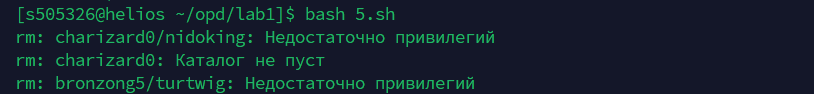 [s505326@helios ~/opd/lab1]$ bash 5.sh
rm: charizard0/nidoking: Недостаточно привилегий
rm: charizard0: Каталог не пуст
rm: bronzong5/turtwig: Недостаточно привилегий